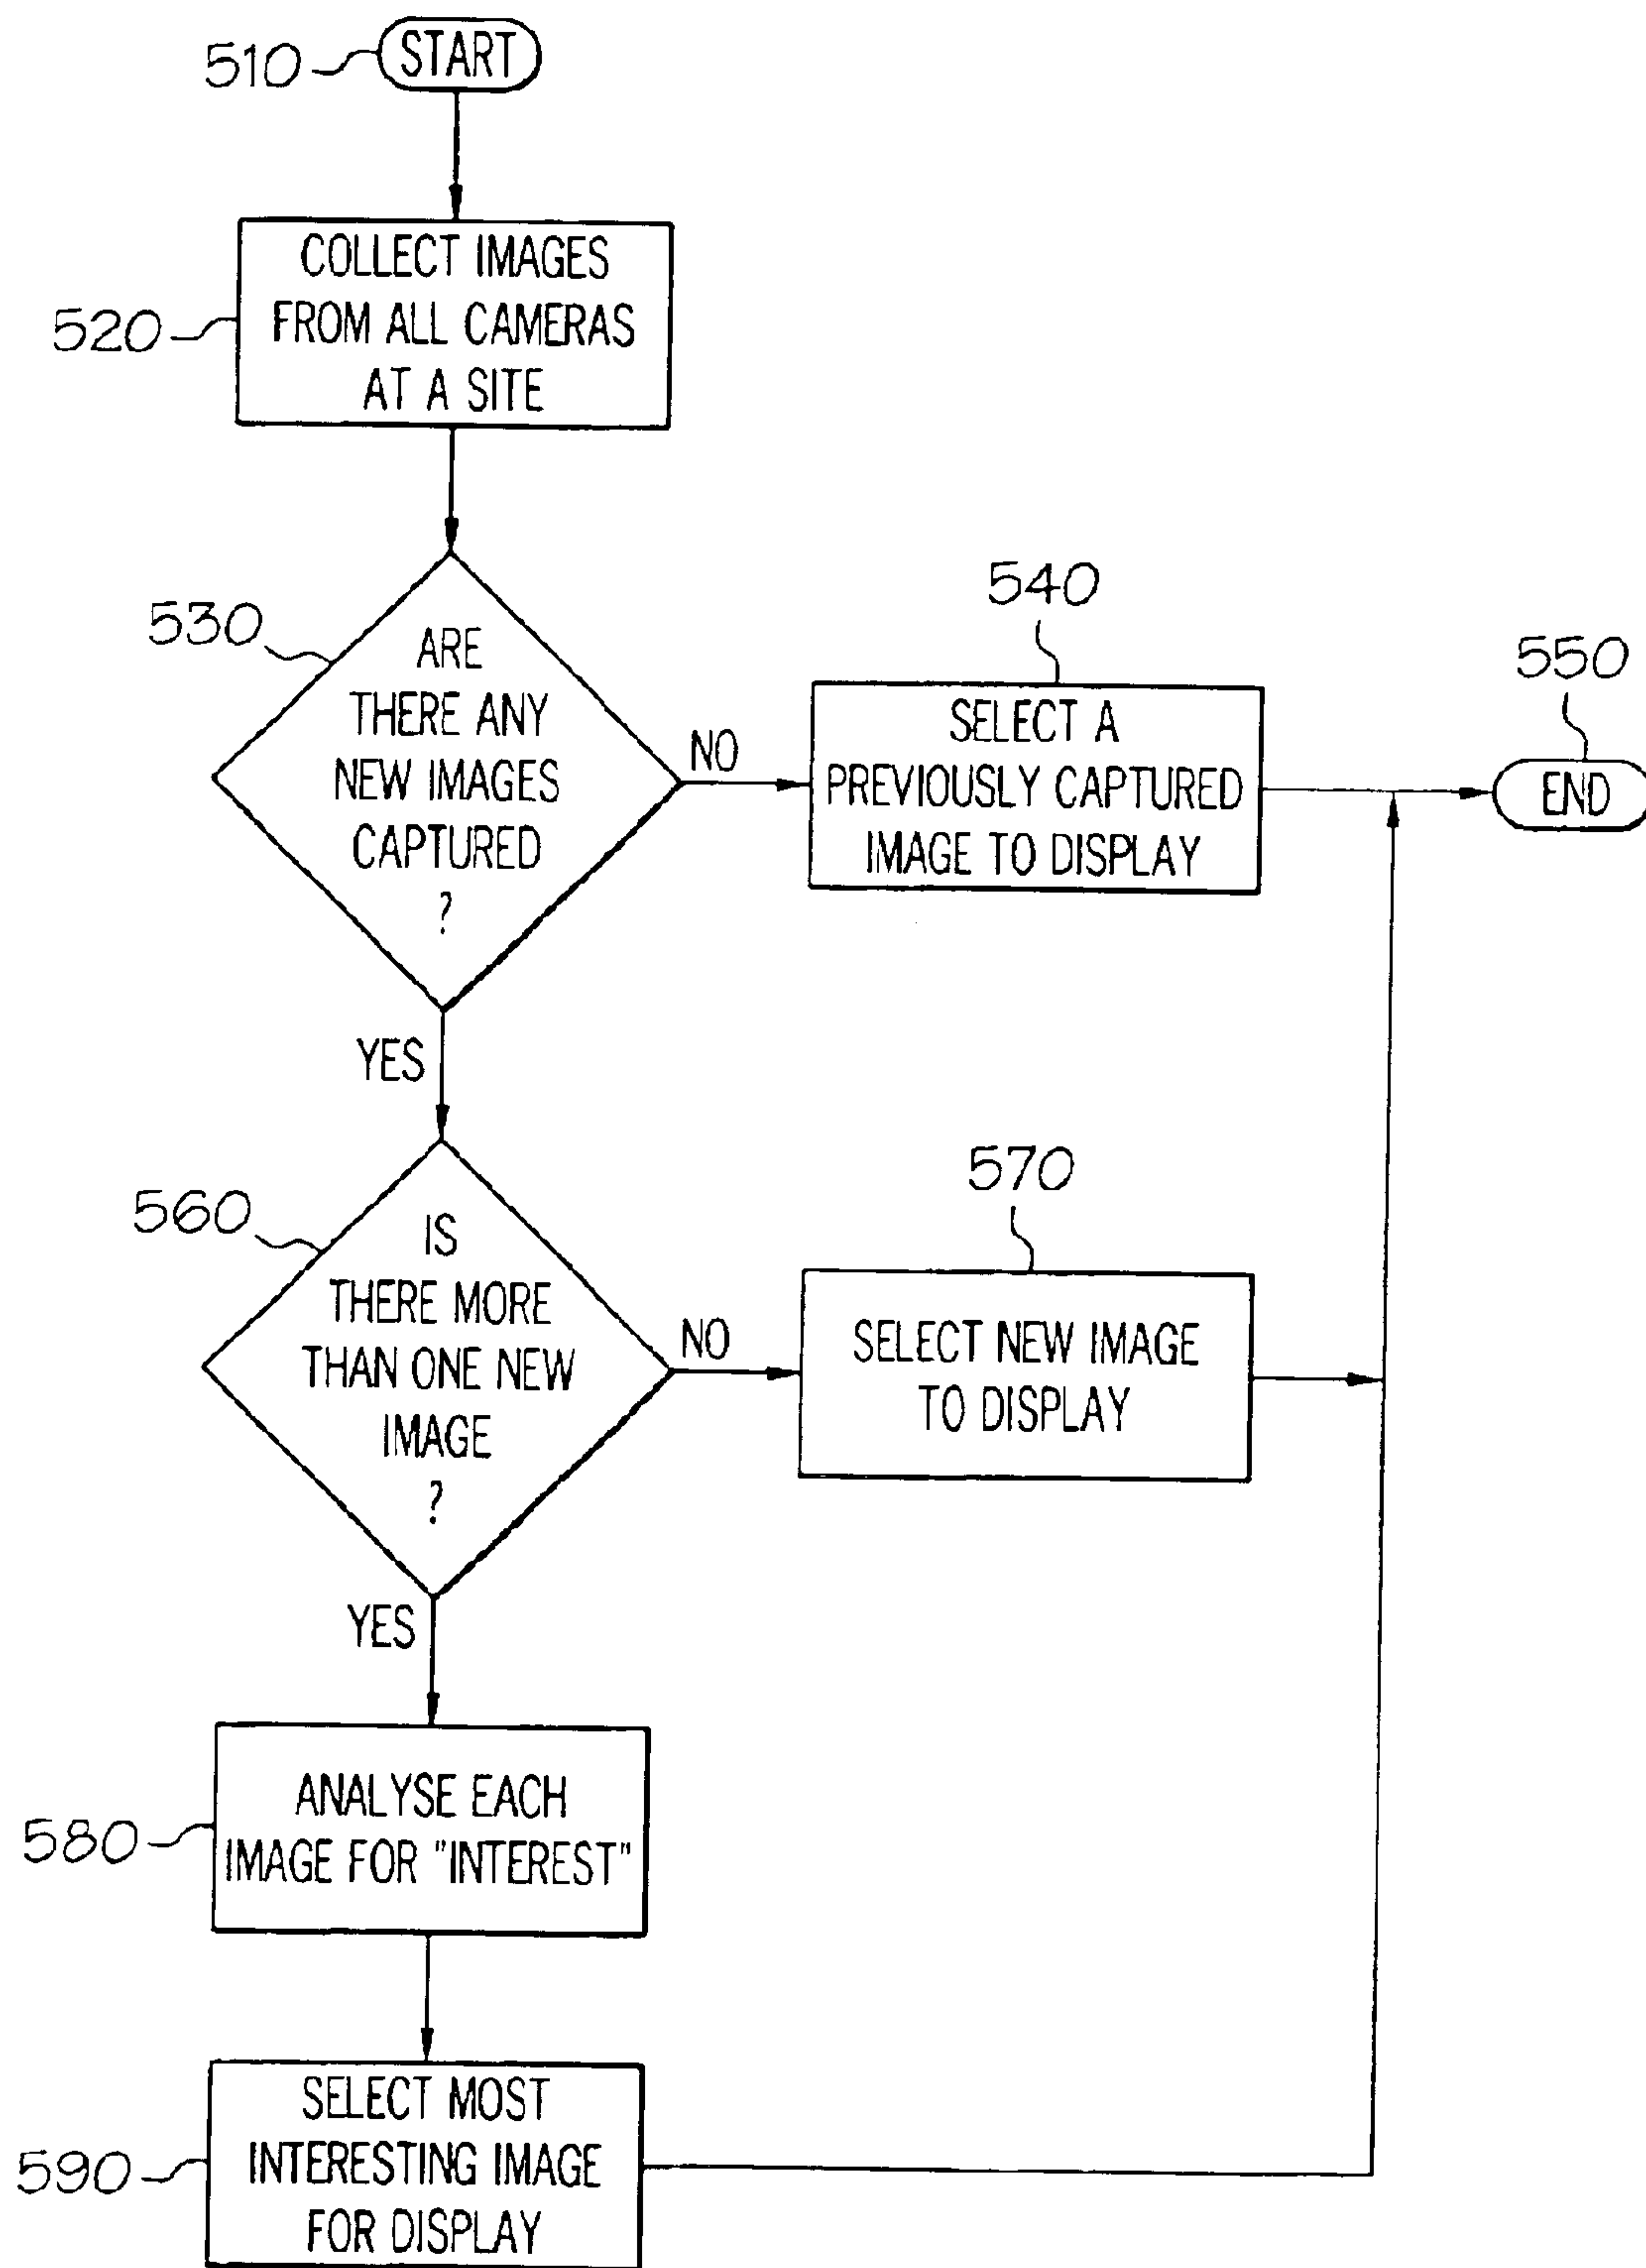 510
START
520
COLLECT IMAGES
FROM ALL CAMERAS
AT A SITE
530
ARE
THERE ANY
NEW IMAGES
CAPTURED
?
NO
540
SELECT A
PREVIOUSLY CAPTURED
IMAGE TO DISPLAY
550
END
YES
560
IS
THERE MORE
THAN ONE NEW
IMAGE
?
NO
570
SELECT NEW IMAGE
TO DISPLAY
YES
580
ANALYSE EACH
IMAGE FOR "INTEREST"
590
SELECT MOST
INTERESTING IMAGE
FOR DISPLAY